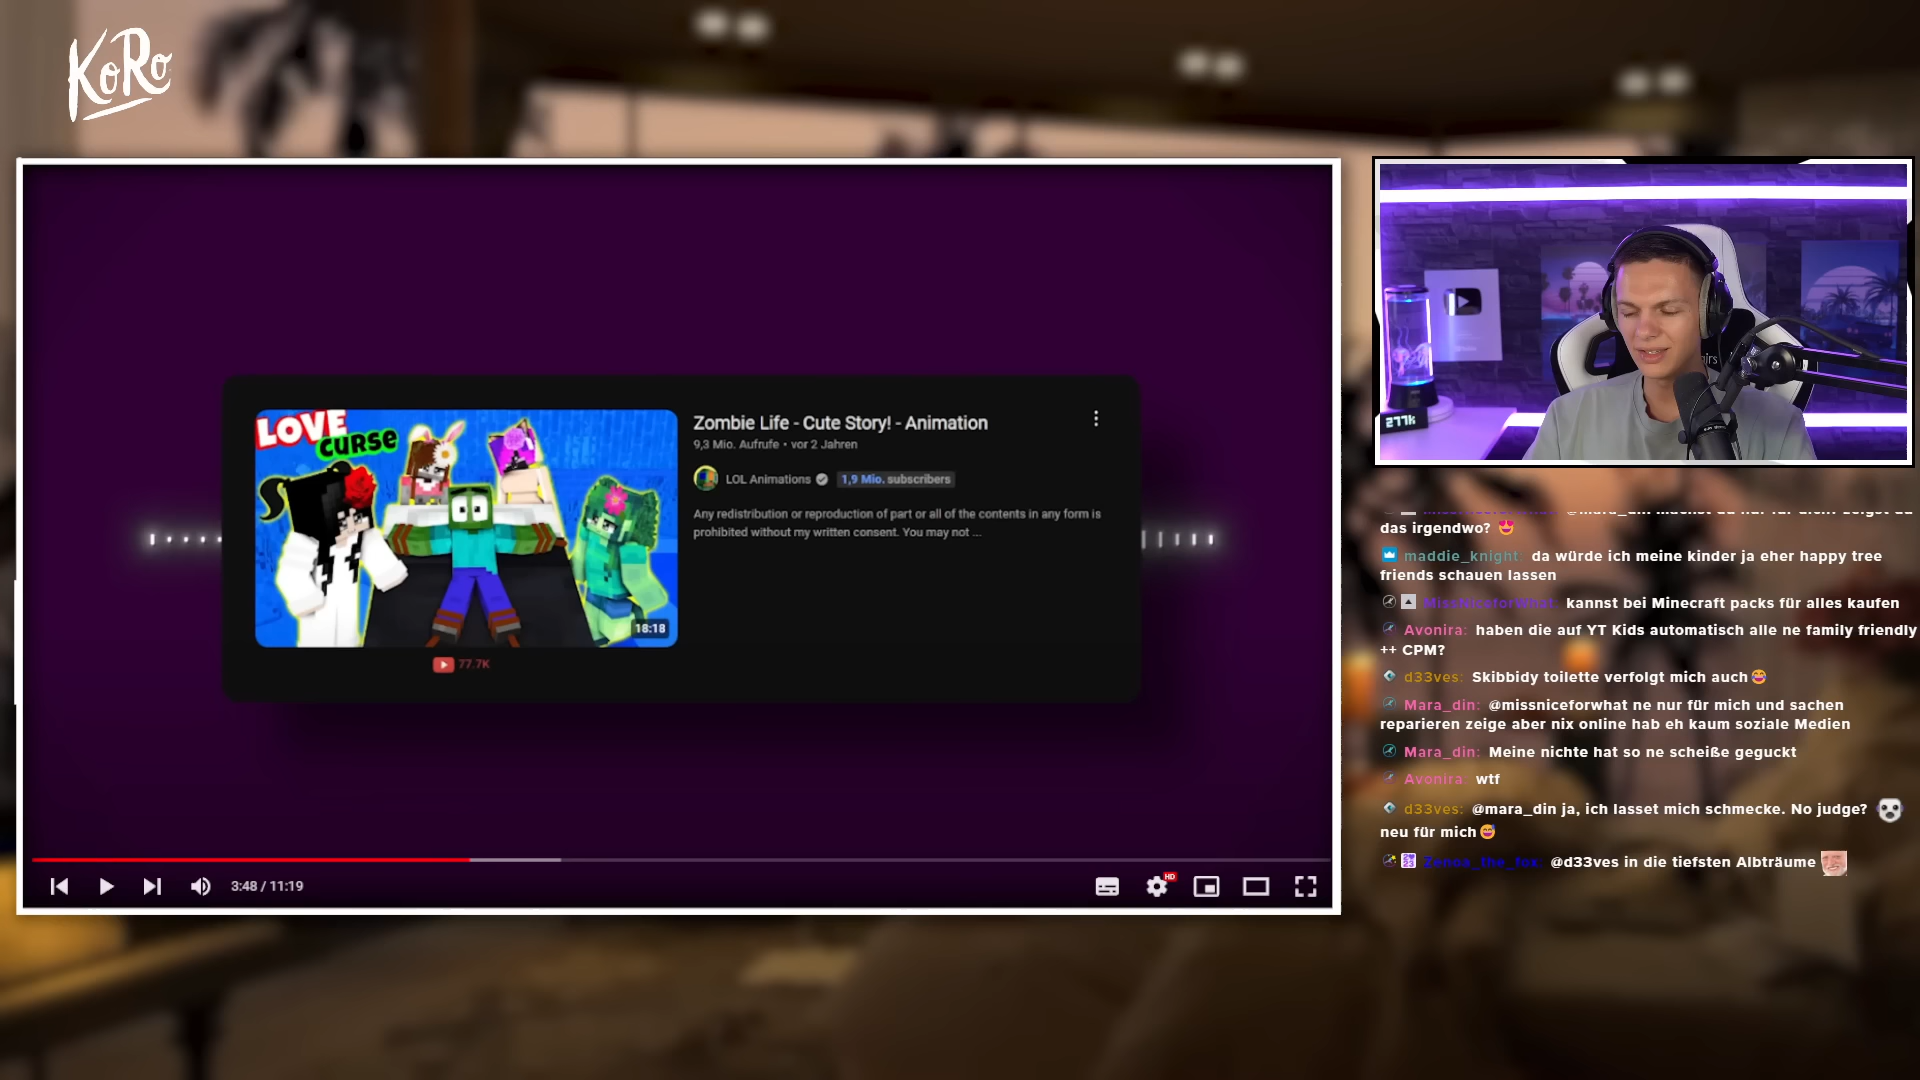 KoRo
LOVE
CURSE
18:18
77.7K
Zombie Life - Cute Story! - Animation
9,3 Mio. Aufrufe • vor 2 Jahren
LOL Animations 1,9 Mio. subscribers
Any redistribution or reproduction of part or all of the contents in any form is
prohibited without my written consent. You may not ...
3:48 / 11:19
HD
277k
das irgendwo? 😍
maddie_knight: da würde ich meine kinder ja eher happy tree
friends schauen lassen
MissNiceforWhat: kannst bei Minecraft packs für alles kaufen
Avonira: haben die auf YT Kids automatisch alle ne family friendly
++ CPM?
d33ves: Skibbidy toilette verfolgt mich auch😂
Mara_din: @missniceforwhat ne nur für mich und sachen
reparieren zeige aber nix online hab eh kaum soziale Medien
Mara_din: Meine nichte hat so ne scheiße geguckt
Avonira: wtf
d33ves: @mara_din ja, ich lasset mich schmecke. No judge?
neu für mich😅
Zenox_the_fox: @d33ves in die tiefsten Albträume